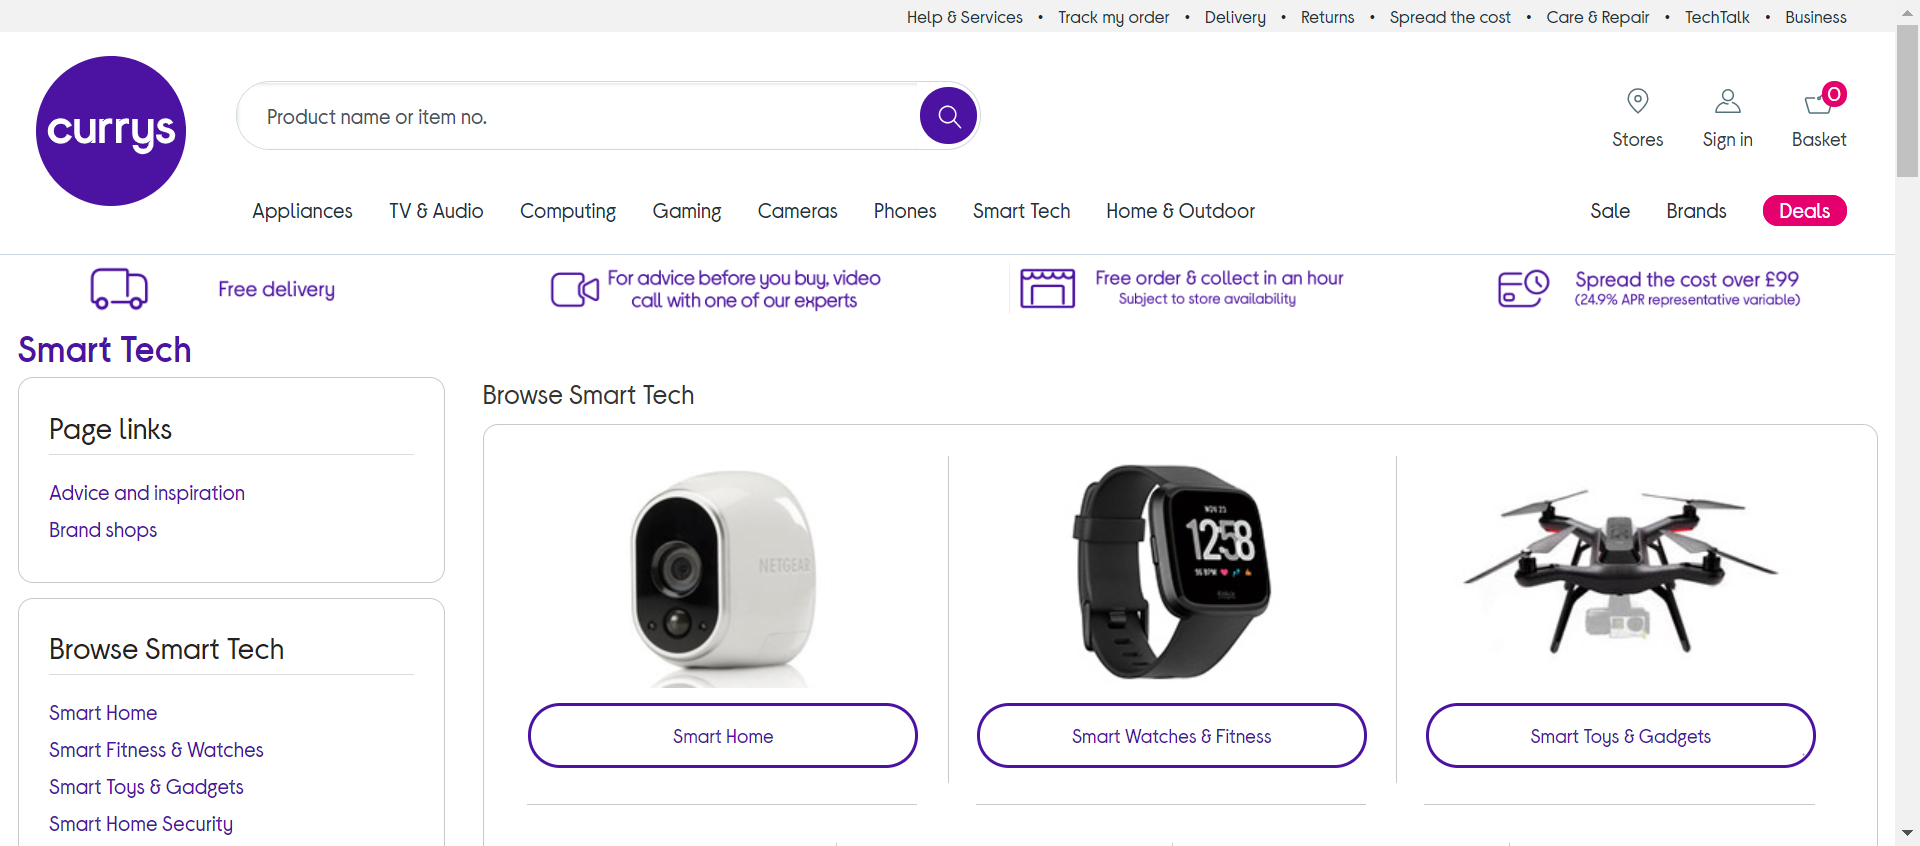 Help & Services • Track my order • Delivery • Returns • Spread the cost • Care & Repair • TechTalk • Business
currys
Product name or item no.
0
Stores
Sign in
Basket
Appliances
TV & Audio
Computing
Gaming
Cameras
Phones
Smart Tech
Home & Outdoor
Sale
Brands
Deals
Free delivery
For advice before you buy, video
call with one of our experts
Free order & collect in an hour
Subject to store availability
Spread the cost over £99
(24.9% APR representative variable)
Smart Tech
Page links
Advice and inspiration
Brand shops
Browse Smart Tech
Smart Home
Smart Fitness & Watches
Smart Toys & Gadgets
Smart Home Security
Browse Smart Tech
NETGEAR
NOV 23
12:58
Smart Home
Smart Watches & Fitness
Smart Toys & Gadgets